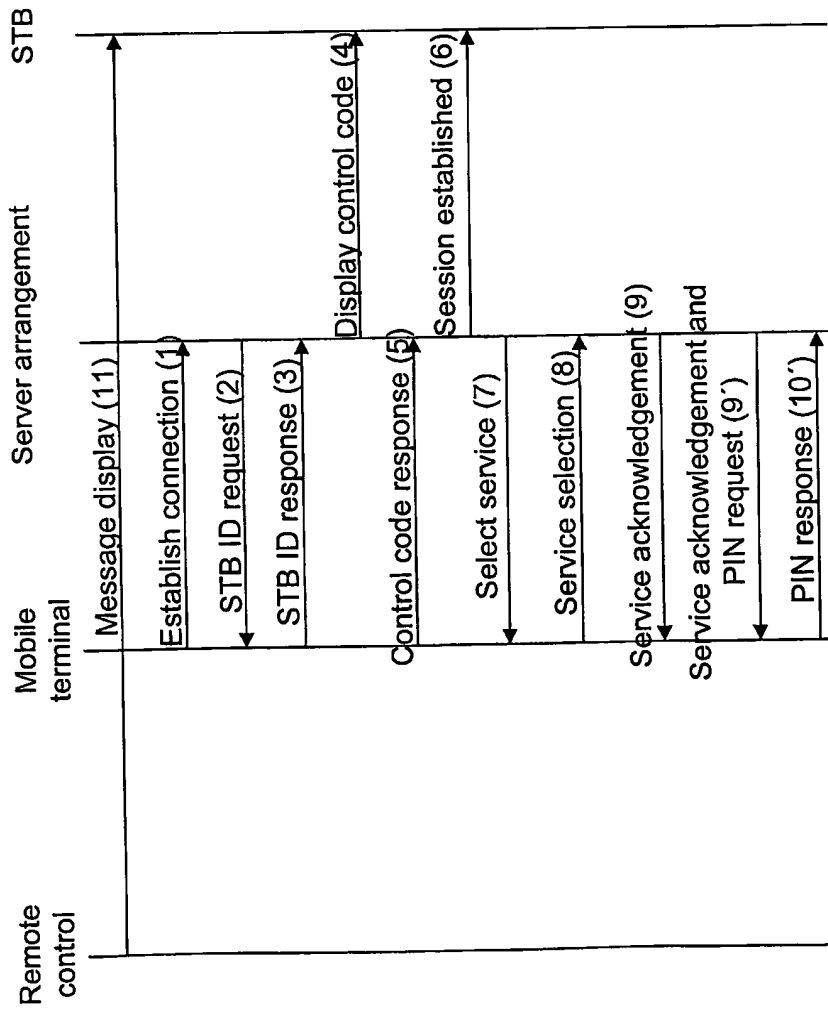 Remote
control
Mobile
terminal
Server arrangement
STB
Message display (11)
Establish connection (1)
STB ID request (2)
STB ID response (3)
Display control code (4)
Control code response (5)
Session established (6)
Select service (7)
Service selection (8)
Service acknowledgement (9)
Service acknowledgement and
PIN request (9´)
PIN response (10´)